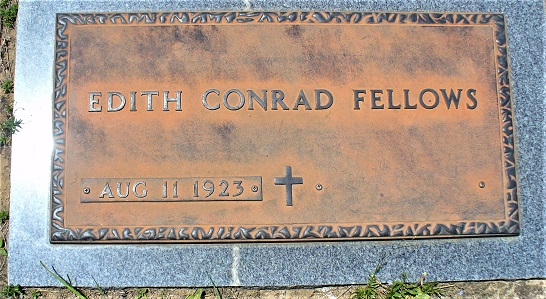 EDITH CONRAD FELLOWS
AUG 11 1923